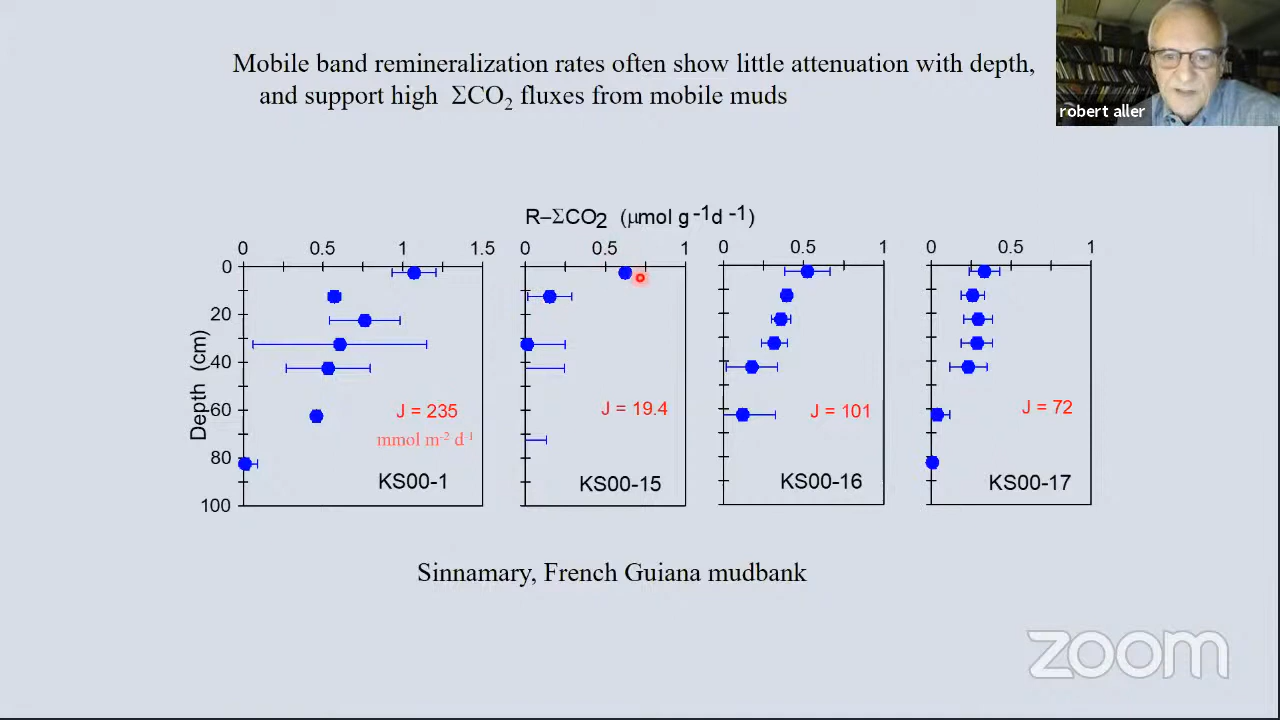 Mobile band remineralization rates often show little attenuation with depth,
and support high ΣCO₂ fluxes from mobile muds
robert aller
R–ΣCO₂ (μmol g⁻¹d⁻¹)
0 0.5 1 1.5
0 0.5 1
0 0.5 1
0 0.5 1
Depth (cm)
0
20
40
60
80
100
J = 235
mmol m⁻² d⁻¹
KS00-1
J = 19.4
KS00-15
J = 101
KS00-16
J = 72
KS00-17
Sinnamary, French Guiana mudbank
zoom